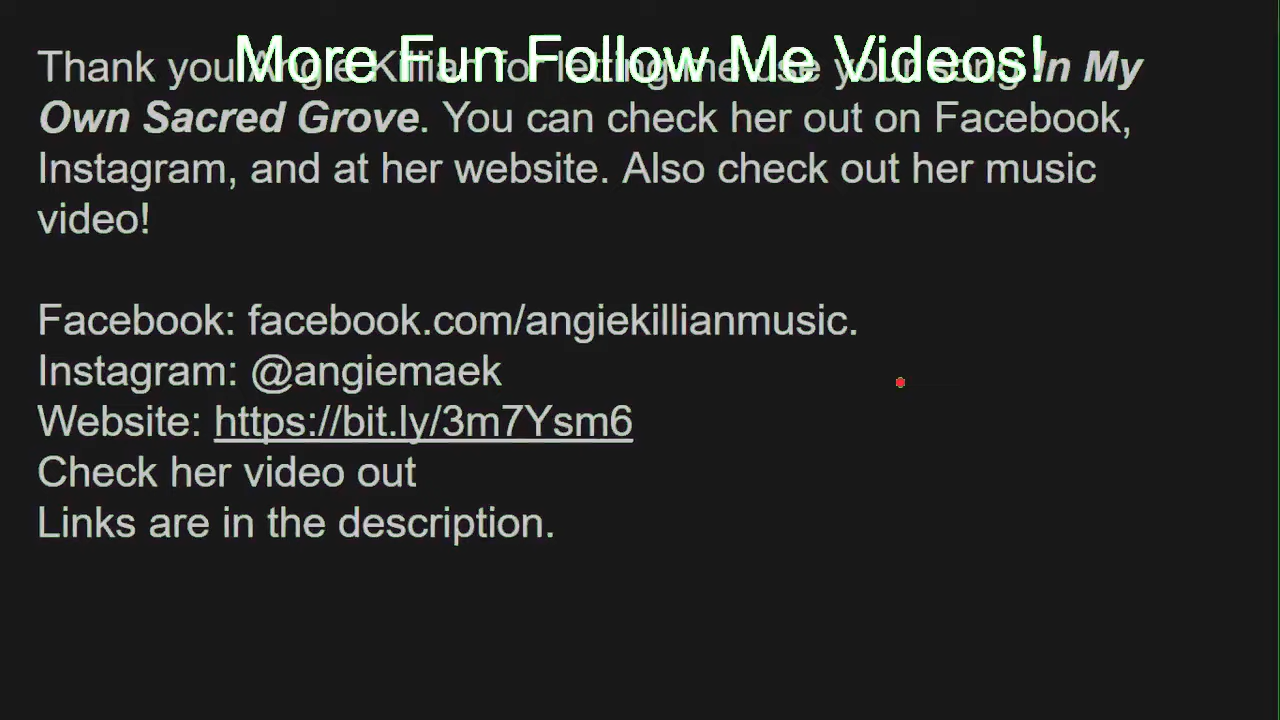 More Fun Follow Me Videos!
Thank you Angie Killian for letting me use your song In My
Own Sacred Grove. You can check her out on Facebook,
Instagram, and at her website. Also check out her music
video!
Facebook: facebook.com/angiekillianmusic.
Instagram: @angiemaek
Website: https://bit.ly/3m7Ysm6
Check her video out
Links are in the description.